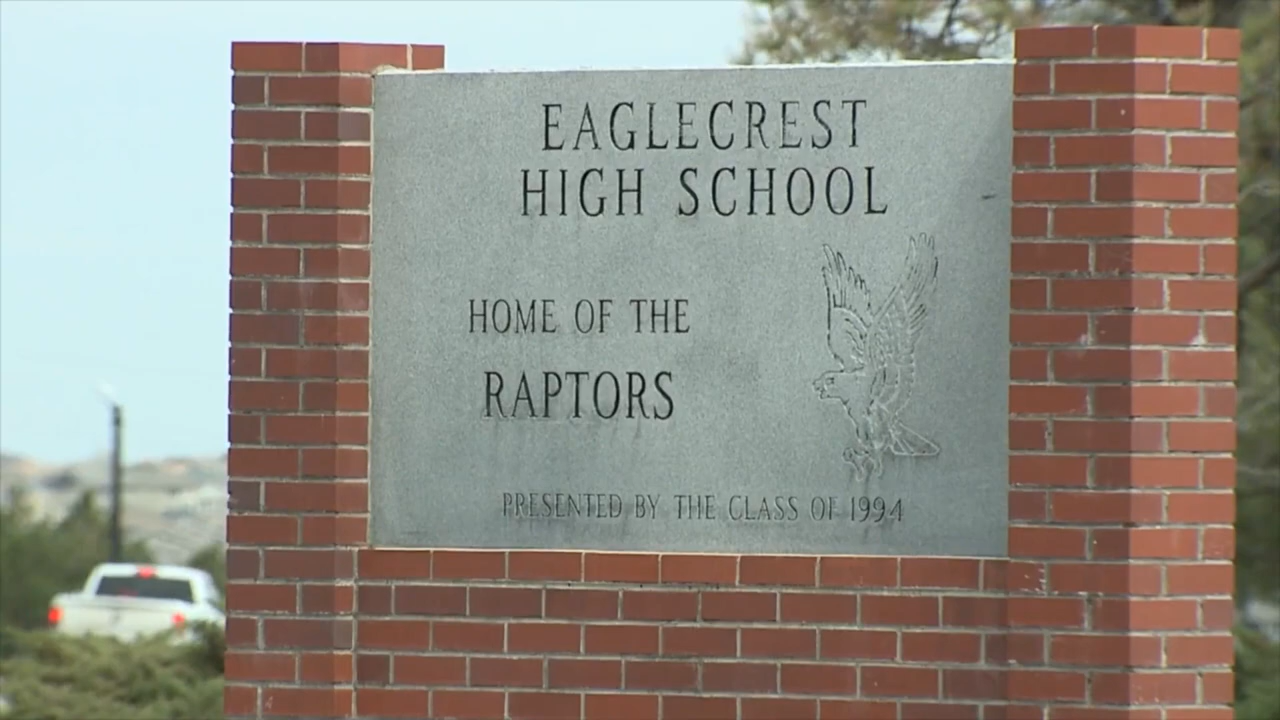 EAGLECREST
HIGH SCHOOL
HOME OF THE
RAPTORS
PRESENTED BY THE CLASS OF 1994